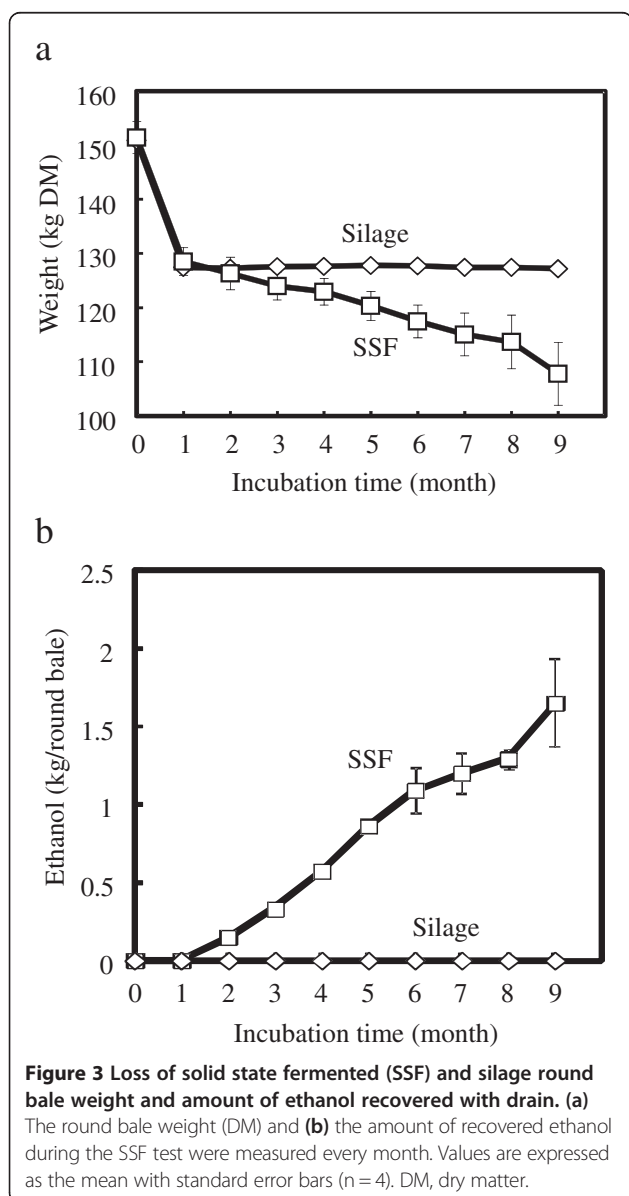 a
160
150
140
130
120
110
100
Weight (kg DM)
Silage
SSF
0 1 2 3 4 5 6 7 8 9
Incubation time (month)
b
2.5
2
1.5
1
0.5
0
Ethanol (kg/round bale)
SSF
Silage
0 1 2 3 4 5 6 7 8 9
Incubation time (month)
Figure 3 Loss of solid state fermented (SSF) and silage round
bale weight and amount of ethanol recovered with drain. (a)
The round bale weight (DM) and (b) the amount of recovered ethanol
during the SSF test were measured every month. Values are expressed
as the mean with standard error bars (n = 4). DM, dry matter.